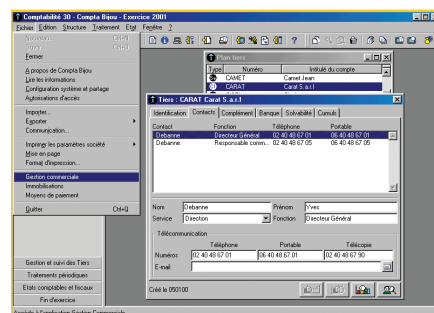 Comptabilité 30 - Compta Bijou - Exercice 2001
Fichier Edition Structure Traitement Etat Fenêtre ?
Nouveau... Ctrl+N
Ouvrir... Ctrl+O
Fermer
A propos de Compta Bijou
Lire les informations
Configuration système et partage
Autorisations d'accès
Importer...
Exporter
Communication...
Imprimer les paramètres société
Mise en page
Format d'impression...
Gestion commerciale
Immobilisations
Moyens de paiement
Quitter Ctrl+Q
Gestion et suivi des Tiers
Traitements périodiques
Etats comptables et fiscaux
Fin d'exercice
Plan tiers
Type Numéro Intitulé du compte
CAMET Camet Jean
CARAT Carat S.a.r.l
Tiers : CARAT Carat S.a.r.l
Identification Contacts Complément Banque Solvabilité Cumuls
Contact Fonction Téléphone Portable
Debanne Directeur Général 02 40 48 67 01 06 40 48 67 01
Debanne Responsable comm... 02 40 48 67 05 06 40 48 67 05
Nom Debanne Prénom Yves
Service Direction Fonction Directeur Général
Télécommunication
Téléphone Portable Télécopie
Numéros 02 40 48 67 01 06 40 48 67 01 02 40 48 67 90
E-mail
Créé le 050100